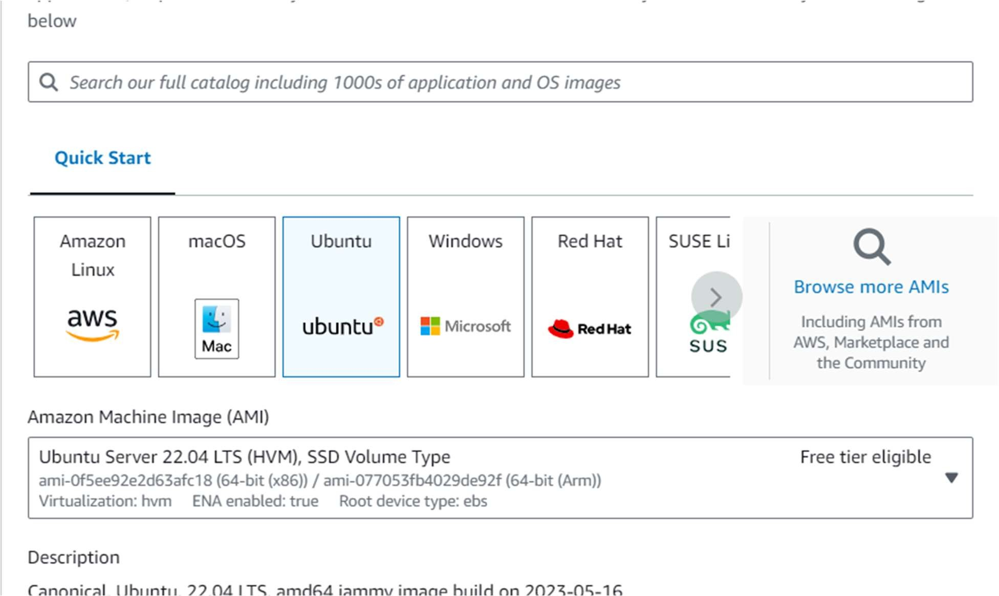 below
Search our full catalog including 1000s of application and OS images
Quick Start
Amazon
Linux
aws
macOS
Mac
Ubuntu
ubuntu
Windows
Microsoft
Red Hat
Red Hat
SUSE Li
SUS
Browse more AMIs
Including AMIs from
AWS, Marketplace and
the Community
Amazon Machine Image (AMI)
Ubuntu Server 22.04 LTS (HVM), SSD Volume Type
Free tier eligible
ami-0f5ee92e2d63afc18 (64-bit (x86)) / ami-077053fb4029de92f (64-bit (Arm))
Virtualization: hvm ENA enabled: true Root device type: ebs
Description
Canonical, Ubuntu, 22.04 LTS, amd64 jammy image build on 2023-05-16